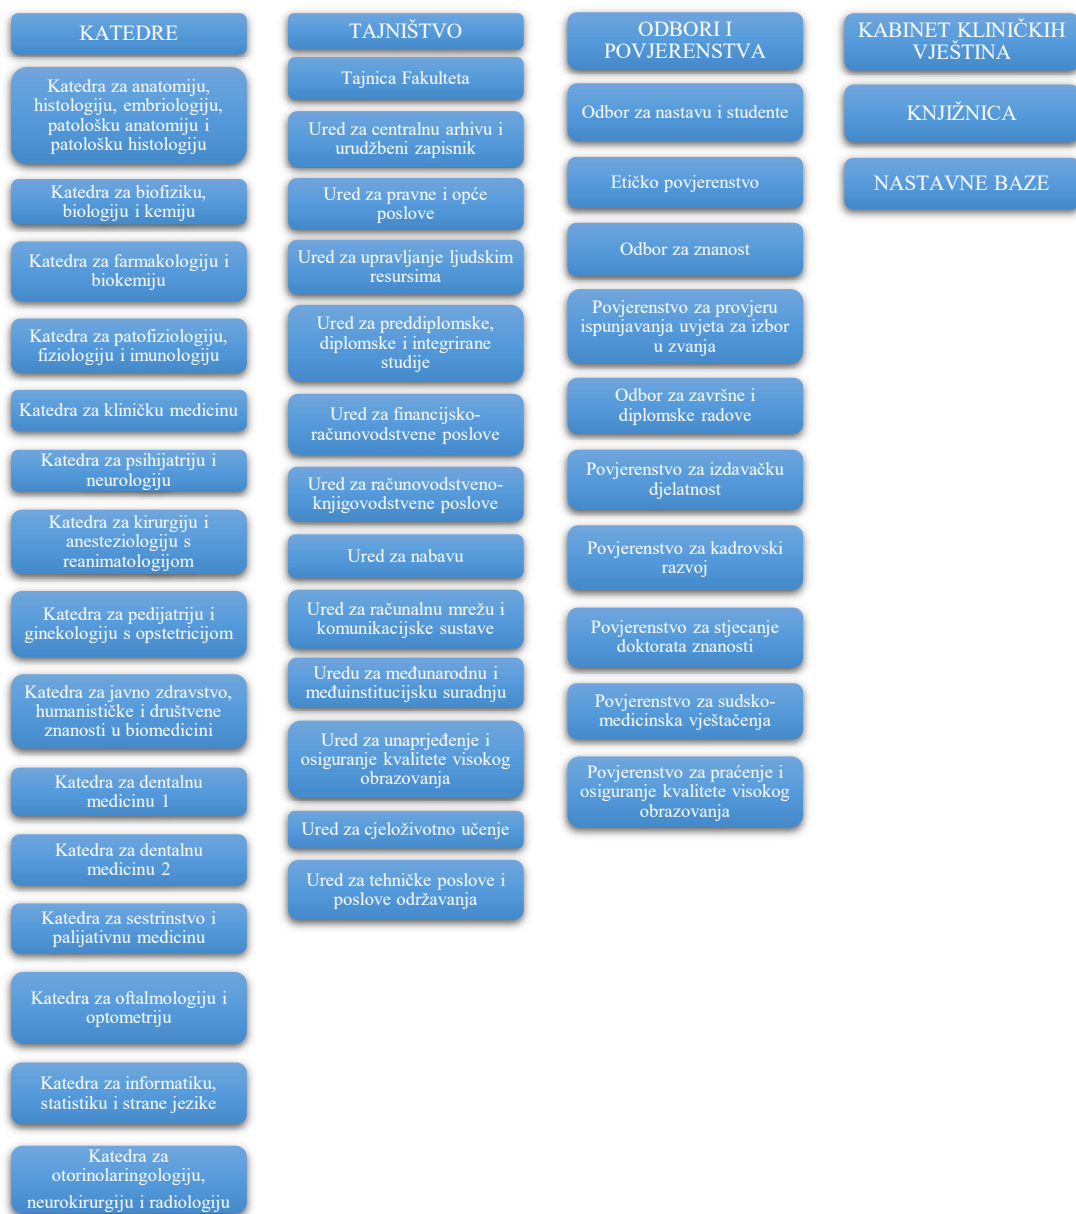 KATEDRE
Katedra za anatomiju,
histologiju, embriologiju,
patološku anatomiju i
patološku histologiju
Katedra za biofiziku,
biologiju i kemiju
Katedra za farmakologiju i
biokemiju
Katedra za patofiziologiju,
fiziologiju i imunologiju
Katedra za kliničku medicinu
Katedra za psihijatriju i
neurologiju
Katedra za kirurgiju i
anesteziologiju s
reanimatologijom
Katedra za pedijatriju i
ginekologiju s opstetricijom
Katedra za javno zdravstvo,
humanističke i društvene
znanosti u biomedicini
Katedra za dentalnu
medicinu 1
Katedra za dentalnu
medicinu 2
Katedra za sestrinstvo i
palijativnu medicinu
Katedra za oftalmologiju i
optometriju
Katedra za informatiku,
statistiku i strane jezike
Katedra za
otorinolaringologiju,
neurokirurgiju i radiologiju
TAJNIŠTVO
Tajnica Fakulteta
Ured za centralnu arhivu i
urudžbeni zapisnik
Ured za pravne i opće
poslove
Ured za upravljanje ljudskim
resursima
Ured za preddiplomske,
diplomske i integrirane
studije
Ured za financijsko-
računovodstvene poslove
Ured za računovodstveno-
knjigovodstvene poslove
Ured za nabavu
Ured za računalnu mrežu i
komunikacijske sustave
Uredu za međunarodnu i
međuinstitucijsku suradnju
Ured za unaprjeđenje i
osiguranje kvalitete visokog
obrazovanja
Ured za cjeloživotno učenje
Ured za tehničke poslove i
poslove održavanja
ODBORI I
POVJERENSTVA
Odbor za nastavu i studente
Etičko povjerenstvo
Odbor za znanost
Povjerenstvo za provjeru
ispunjavanja uvjeta za izbor
u zvanja
Odbor za završne i
diplomske radove
Povjerenstvo za izdavačku
djelatnost
Povjerenstvo za kadrovski
razvoj
Povjerenstvo za stjecanje
doktorata znanosti
Povjerenstvo za sudsko-
medicinska vještačenja
Povjerenstvo za praćenje i
osiguranje kvalitete visokog
obrazovanja
KABINET KLINIČKIH
VJEŠTINA
KNJIŽNICA
NASTAVNE BAZE